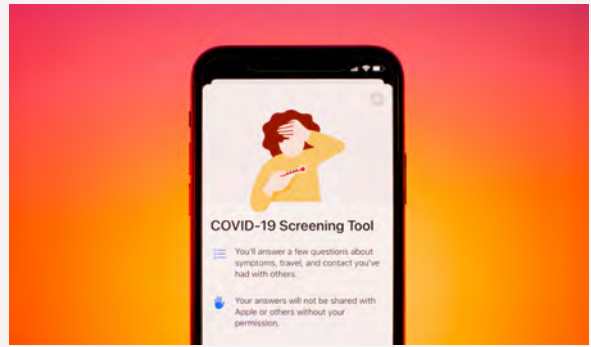 COVID-19 Screening Tool
You'll answer a few questions about
symptoms, travel, and contact you've
had with others.
Your answers will not be shared with
Apple or others without your
permission.